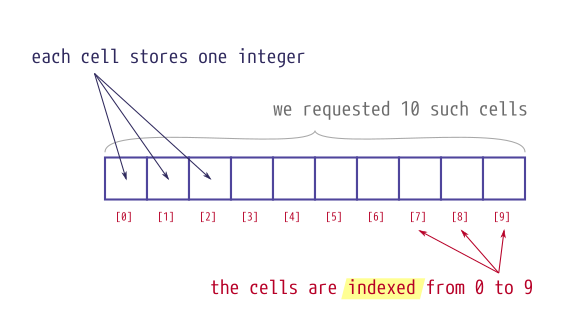 each cell stores one integer
we requested 10 such cells
[0] [1] [2] [3] [4] [5] [6] [7] [8] [9]
the cells are indexed from 0 to 9